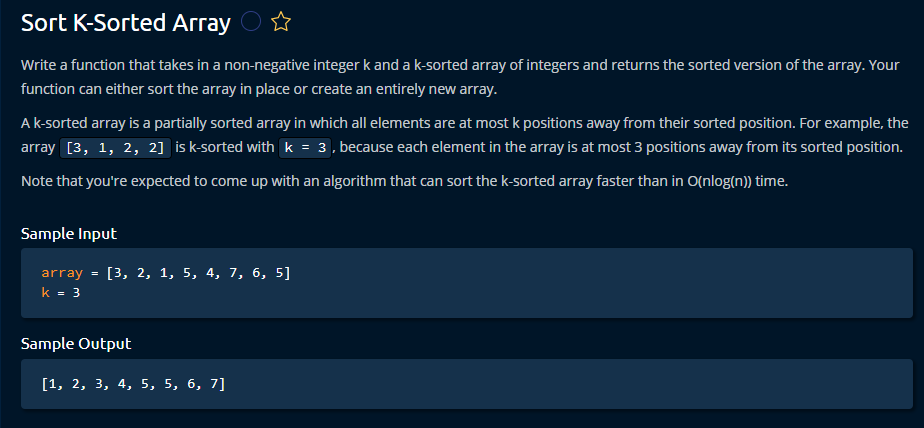 Sort K-Sorted Array
Write a function that takes in a non-negative integer k and a k-sorted array of integers and returns the sorted version of the array. Your
function can either sort the array in place or create an entirely new array.
A k-sorted array is a partially sorted array in which all elements are at most k positions away from their sorted position. For example, the
array [3, 1, 2, 2] is k-sorted with k = 3, because each element in the array is at most 3 positions away from its sorted position.
Note that you're expected to come up with an algorithm that can sort the k-sorted array faster than in O(nlog(n)) time.
Sample Input
array = [3, 2, 1, 5, 4, 7, 6, 5]
k = 3
Sample Output
[1, 2, 3, 4, 5, 5, 6, 7]